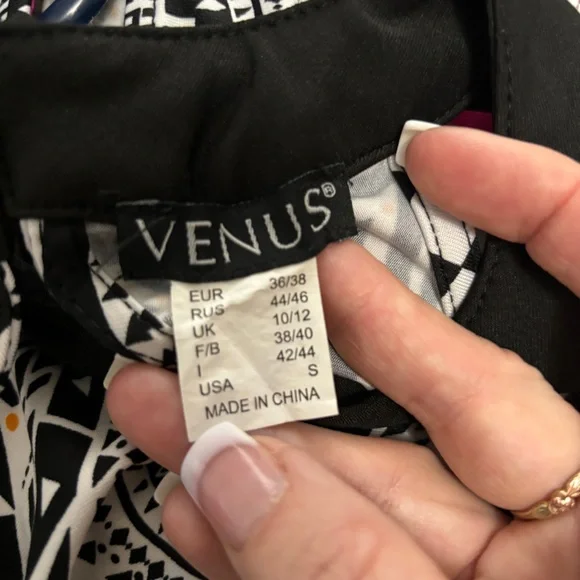 VENUS®
EUR 36/38
RUS 44/46
UK 10/12
F/B 38/40
I 42/44
USA S
MADE IN CHINA